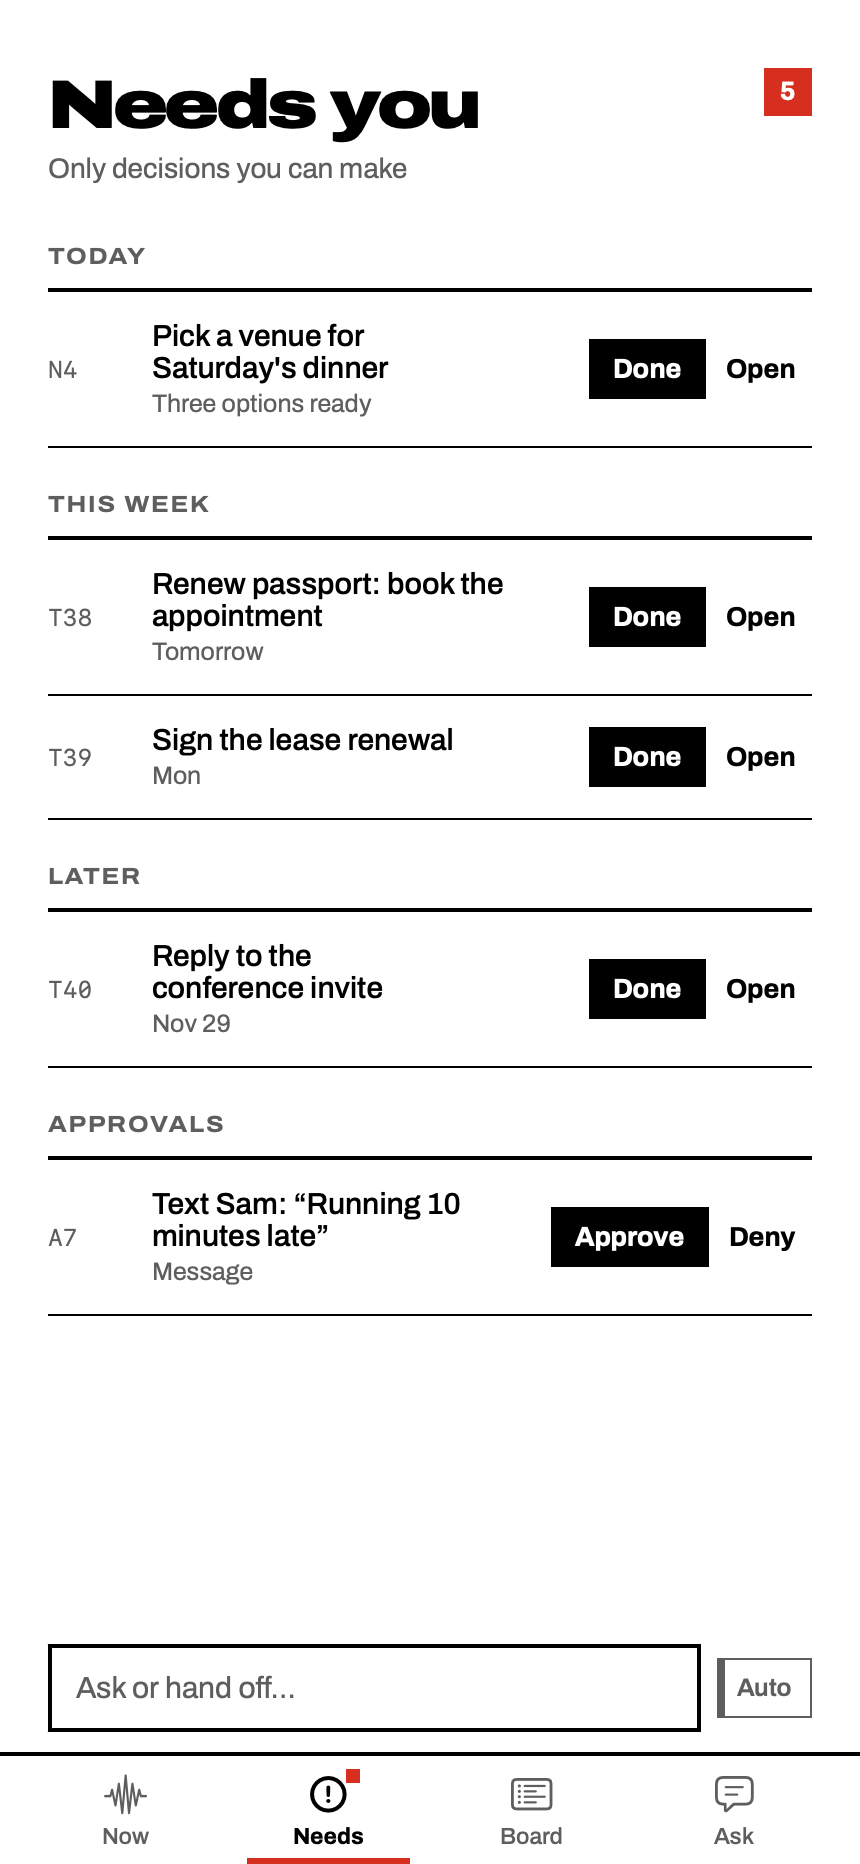 Needs you
5
Only decisions you can make
TODAY
N4
Pick a venue for
Saturday's dinner
Three options ready
Done
Open
THIS WEEK
T38
Renew passport: book the
appointment
Tomorrow
Done
Open
T39
Sign the lease renewal
Mon
Done
Open
LATER
T40
Reply to the
conference invite
Nov 29
Done
Open
APPROVALS
A7
Text Sam: “Running 10
minutes late”
Message
Approve
Deny
Ask or hand off...
Auto
Now
Needs
Board
Ask